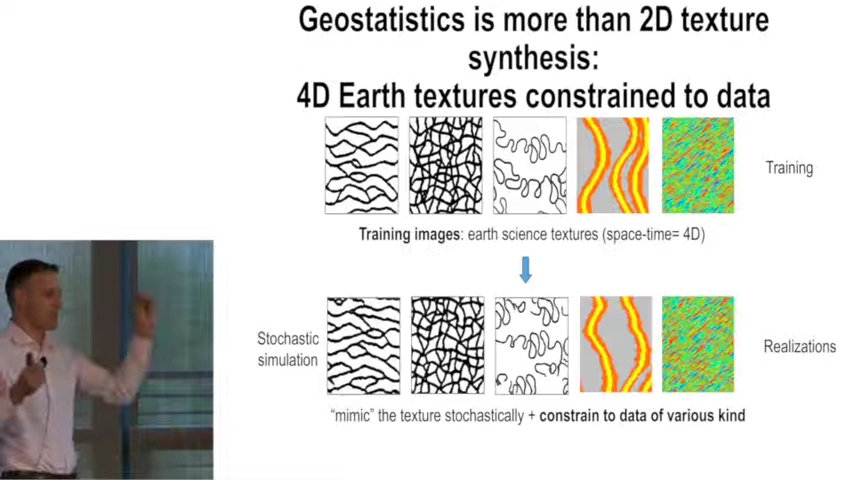 Geostatistics is more than 2D texture
synthesis:
4D Earth textures constrained to data
Training
Training images: earth science textures (space-time= 4D)
Stochastic
simulation
Realizations
“mimic” the texture stochastically + constrain to data of various kind